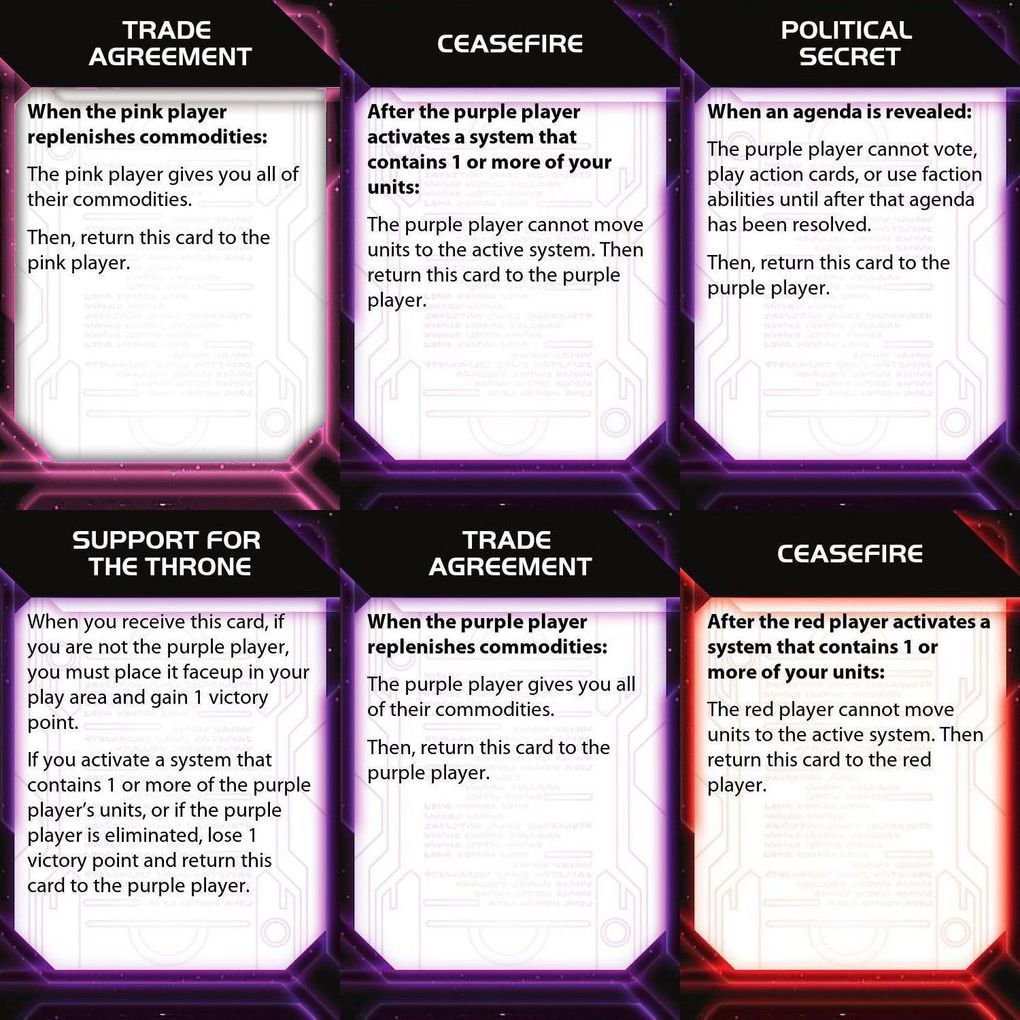 TRADE
AGREEMENT
When the pink player
replenishes commodities:
The pink player gives you all of
their commodities.
Then, return this card to the
pink player.
CEASEFIRE
After the purple player
activates a system that
contains 1 or more of your
units:
The purple player cannot move
units to the active system. Then
return this card to the purple
player.
POLITICAL
SECRET
When an agenda is revealed:
The purple player cannot vote,
play action cards, or use faction
abilities until after that agenda
has been resolved.
Then, return this card to the
purple player.
SUPPORT FOR
THE THRONE
When you receive this card, if
you are not the purple player,
you must place it faceup in your
play area and gain 1 victory
point.
If you activate a system that
contains 1 or more of the purple
player’s units, or if the purple
player is eliminated, lose 1
victory point and return this
card to the purple player.
TRADE
AGREEMENT
When the purple player
replenishes commodities:
The purple player gives you all
of their commodities.
Then, return this card to the
purple player.
CEASEFIRE
After the red player activates a
system that contains 1 or
more of your units:
The red player cannot move
units to the active system. Then
return this card to the red
player.